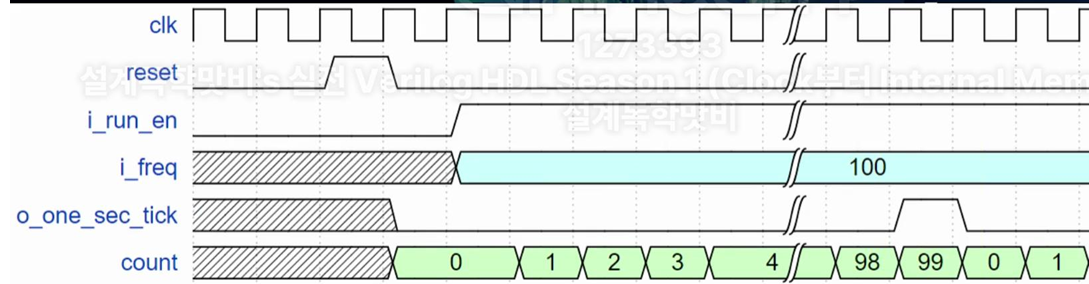 clk
1273393
reset
설계독학맛비's 실전 Verilog HDL Season 1 (Clock부터 Internal Mem
설계독학맛비
i_run_en
i_freq 100
o_one_sec_tick
count 0 1 2 3 4 98 99 0 1